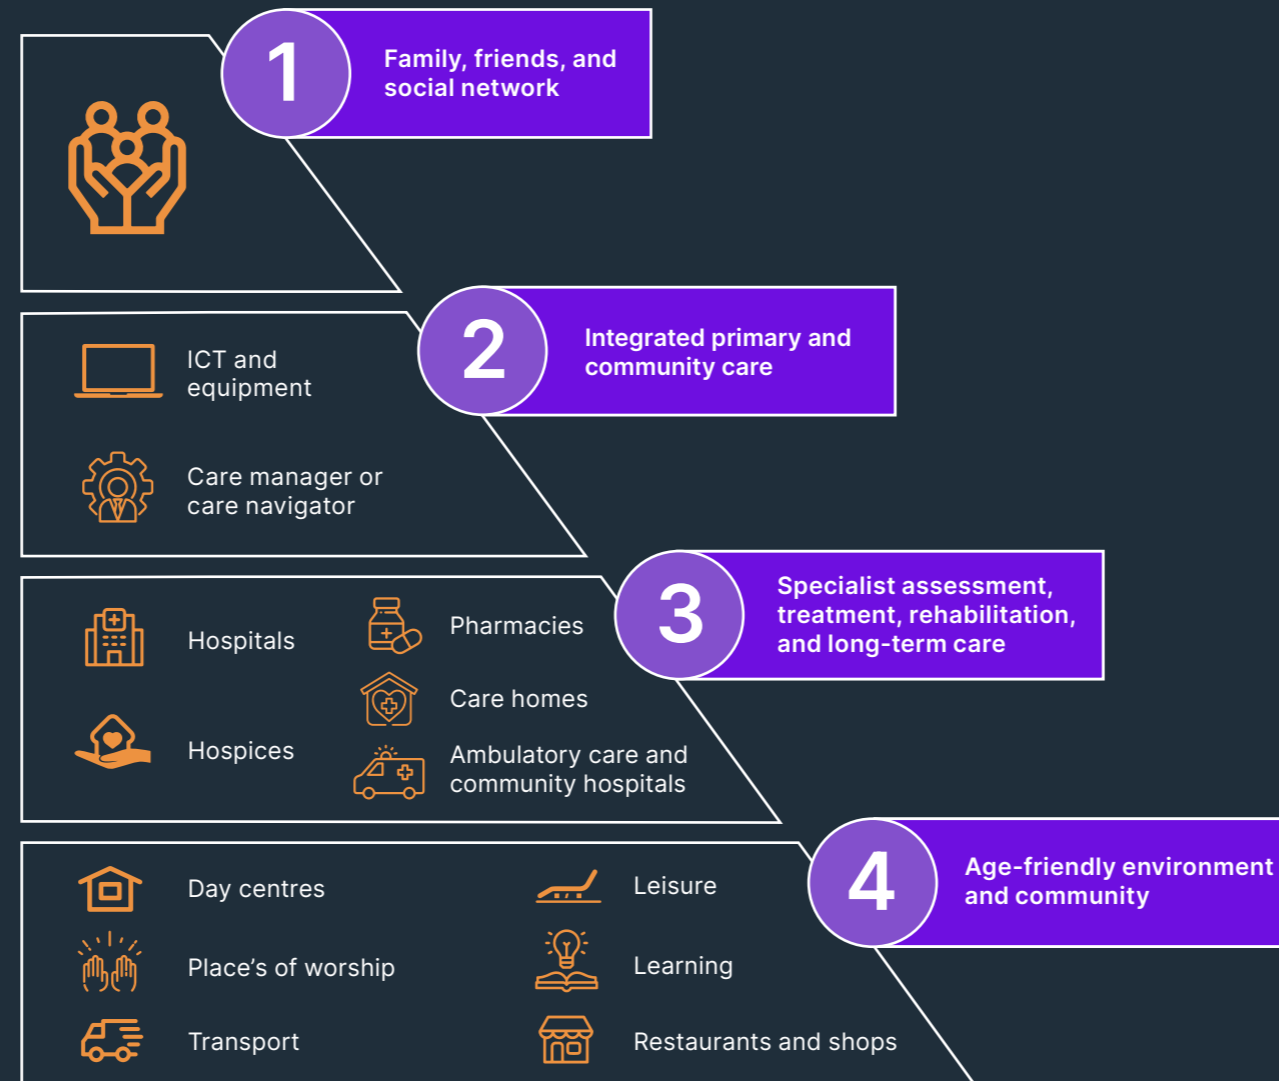 1
Family, friends, and
social network
2
Integrated primary and
community care
ICT and
equipment
Care manager or
care navigator
3
Specialist assessment,
treatment, rehabilitation,
and long-term care
Hospitals
Hospices
Pharmacies
Care homes
Ambulatory care and
community hospitals
4
Age-friendly environment
and community
Day centres
Place’s of worship
Transport
Leisure
Learning
Restaurants and shops